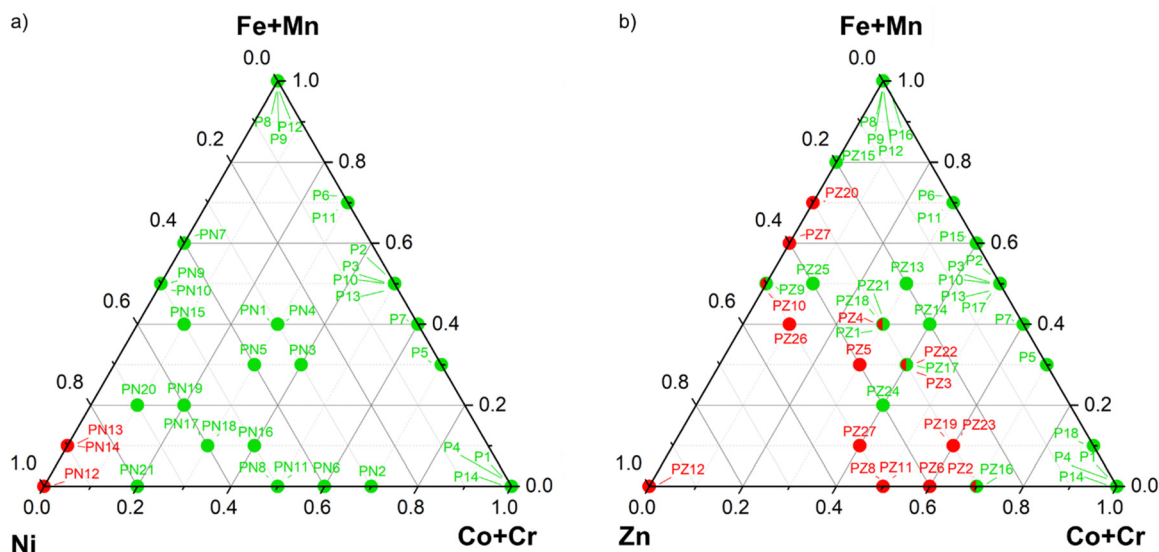 a)
Fe+Mn
0.0
1.0
P8
P12
P9
0.2
0.8
P6
P11
0.4
PN7
0.6
P2
PN9
P3
PN10
P10
P13
0.6
PN15
PN1
PN4
P7
0.4
PN5
PN3
P5
0.8
PN20
PN19
0.2
PN17
PN18
PN16
PN13
PN14
P4
P1
1.0
PN12
PN21
PN8
PN11
PN6
PN2
P14
0.0
0.0
0.2
0.4
0.6
0.8
1.0
Ni
Co+Cr
b)
Fe+Mn
0.0
1.0
P8
P16
P9
P12
0.2
PZ15
0.8
PZ20
P6
P11
0.4
PZ7
P15
0.6
P2
PZ25
PZ13
P3
PZ9
PZ21
P10
PZ10
PZ18
P13
0.6
PZ4
PZ14
P17
PZ1
P7
0.4
PZ26
PZ5
PZ22
PZ17
P5
PZ3
0.8
PZ24
0.2
PZ27
PZ19
PZ23
P18
P1
1.0
PZ12
PZ8
PZ11
PZ6
PZ2
PZ16
P4
P14
0.0
0.0
0.2
0.4
0.6
0.8
1.0
Zn
Co+Cr